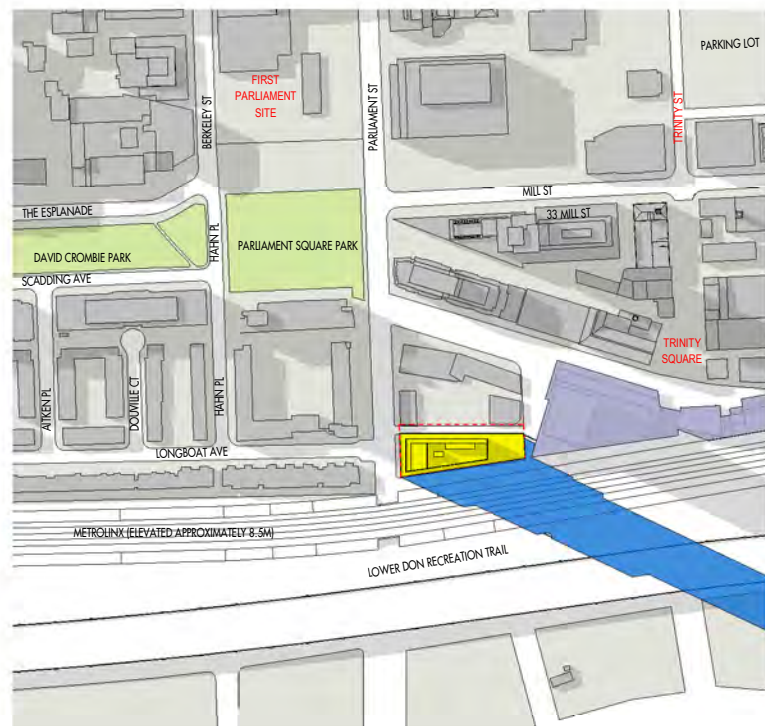 PARKING LOT
FIRST
PARLIAMENT
SITE
BERKELEY ST
PARLIAMENT ST
TRINITY ST
MILL ST
THE ESPLANADE
33 MILL ST
HAHN PL
DAVID CROMBIE PARK
PARLIAMENT SQUARE PARK
SCADDING AVE
TRINITY
SQUARE
AITKEN PL
DOUVILLE CT
HAHN PL
LONGBOAT AVE
METROLINX (ELEVATED APPROXIMATELY 8.5M)
LOWER DON RECREATION TRAIL